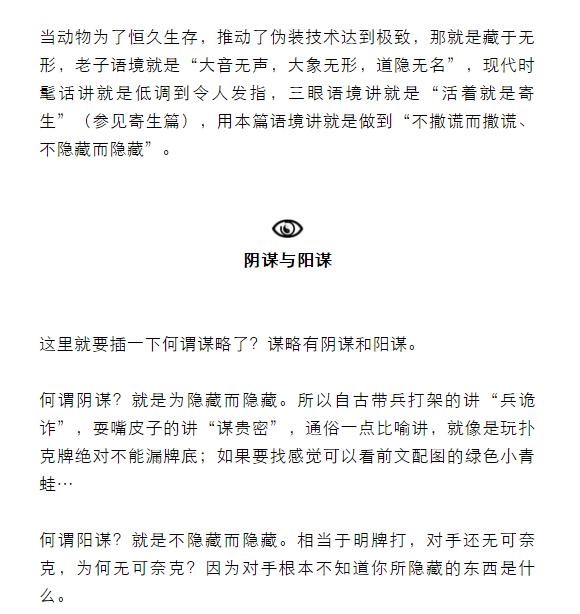 当动物为了恒久生存，推动了伪装技术达到极致，那就是藏于无
形，老子语境就是“大音无声，大象无形，道隐无名”，现代时
髦话讲就是低调到令人发指，三眼语境讲就是“活着就是寄
生”（参见寄生篇），用本篇语境讲就是做到“不撒谎而撒谎、
不隐藏而隐藏”。
阴谋与阳谋
这里就要插一下何谓谋略了？谋略有阴谋和阳谋。
何谓阴谋？就是为隐藏而隐藏。所以自古带兵打架的讲“兵诡
诈”，耍嘴皮子的讲“谋贵密”，通俗一点比喻讲，就像是玩扑
克牌绝对不能漏牌底；如果要找感觉可以看前文配图的绿色小青
蛙…
何谓阳谋？就是不隐藏而隐藏。相当于明牌打，对手还无可奈
克，为何无可奈克？因为对手根本不知道你所隐藏的东西是什
么。